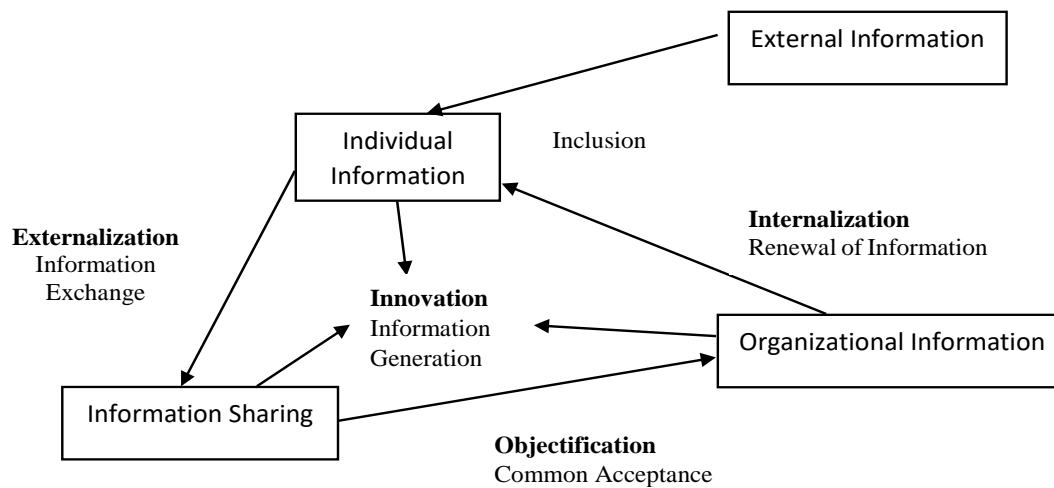 External Information
Individual
Information
Inclusion
Externalization
Information
Exchange
Internalization
Renewal of Information
Innovation
Information
Generation
Organizational Information
Information Sharing
Objectification
Common Acceptance